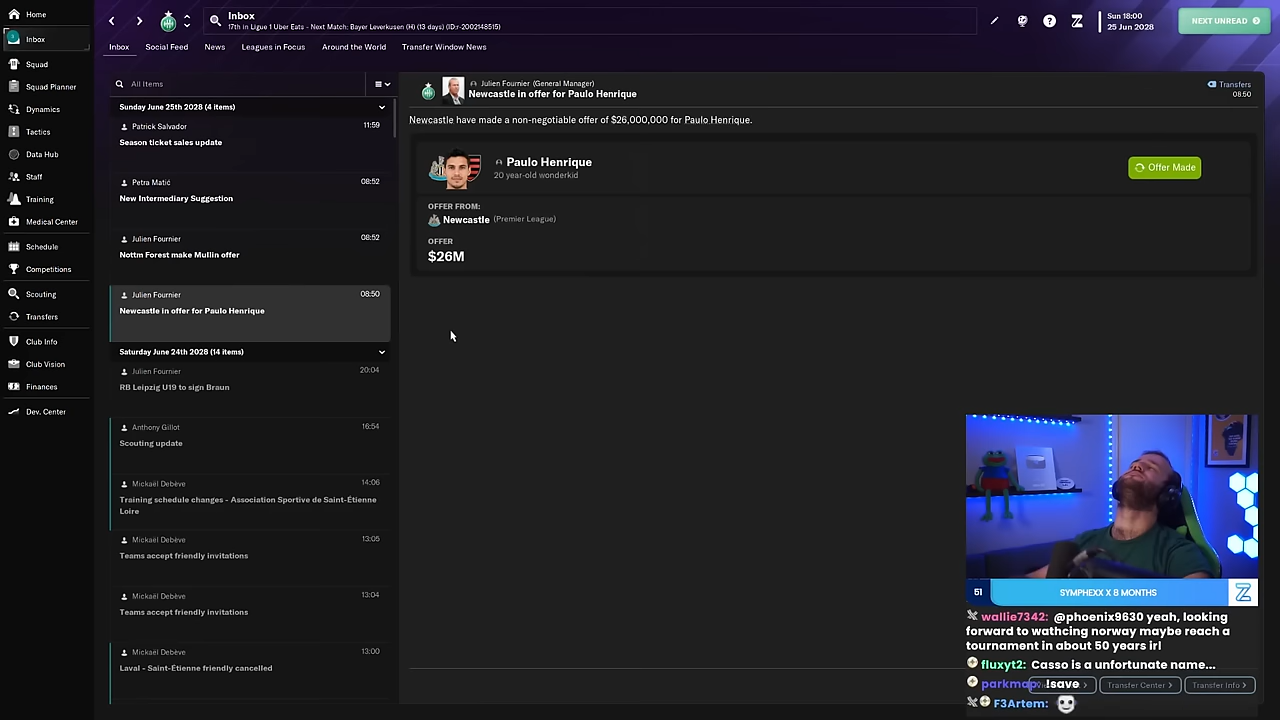 Home
Inbox
Squad
Squad Planner
Dynamics
Tactics
Data Hub
Staff
Training
Medical Center
Schedule
Competitions
Scouting
Transfers
Club Info
Club Vision
Finances
Dev. Center
Inbox
17th in Ligue 1 Uber Eats - Next Match: Bayer Leverkusen (H) (13 days) (ID:r-2002148515)
Sun 18:00
25 Jun 2028
NEXT UNREAD
Inbox
Social Feed
News
Leagues in Focus
Around the World
Transfer Window News
All Items
Sunday June 25th 2028 (4 items)
Patrick Salvador 11:59
Season ticket sales update
Petra Matić 08:52
New Intermediary Suggestion
Julien Fournier 08:52
Nottm Forest make Mullin offer
Julien Fournier 08:50
Newcastle in offer for Paulo Henrique
Saturday June 24th 2028 (14 items)
Julien Fournier 20:04
RB Leipzig U19 to sign Braun
Anthony Gillot 16:54
Scouting update
Mickaël Debève 14:06
Training schedule changes - Association Sportive de Saint-Étienne
Loire
Mickaël Debève 13:05
Teams accept friendly invitations
Mickaël Debève 13:04
Teams accept friendly invitations
Mickaël Debève 13:00
Laval - Saint-Étienne friendly cancelled
Julien Fournier (General Manager)
Newcastle in offer for Paulo Henrique
Transfers
08:50
Newcastle have made a non-negotiable offer of $26,000,000 for Paulo Henrique.
Paulo Henrique
20 year-old wonderkid
Offer Made
OFFER FROM:
Newcastle (Premier League)
OFFER
$26M
51
SYMPHEXX X 8 MONTHS
Z
wallie7342: @phoenix9630 yeah, looking
forward to wathcing norway maybe reach a
tournament in about 50 years irl
fluxyt2: Casso is a unfortunate name...
parkmap: !save
Transfer Center
Transfer Info
F3Artem: